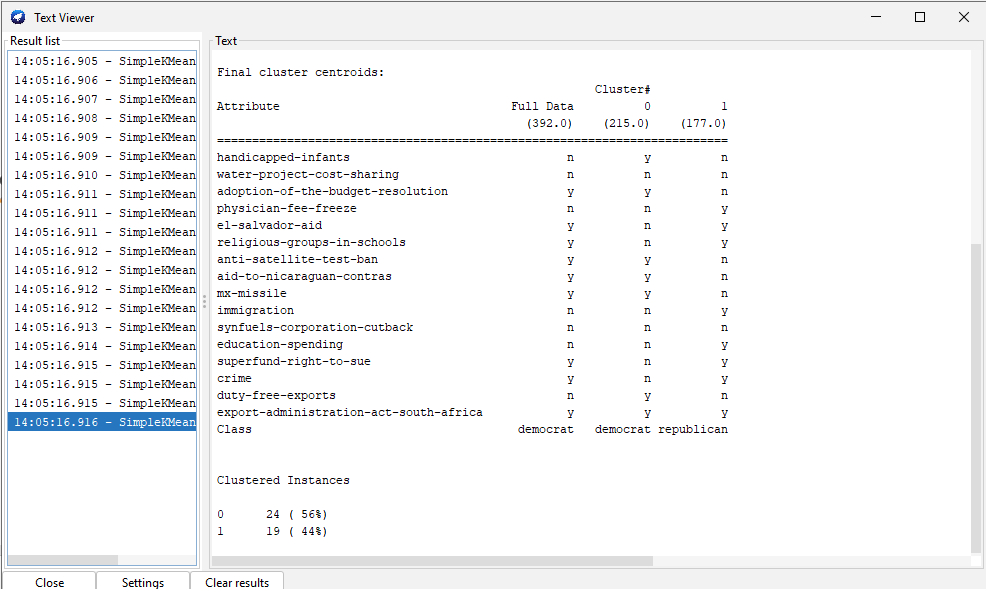 Text Viewer
Result list
14:05:16.905 - SimpleKMean
14:05:16.906 - SimpleKMean
14:05:16.907 - SimpleKMean
14:05:16.908 - SimpleKMean
14:05:16.909 - SimpleKMean
14:05:16.909 - SimpleKMean
14:05:16.910 - SimpleKMean
14:05:16.911 - SimpleKMean
14:05:16.911 - SimpleKMean
14:05:16.911 - SimpleKMean
14:05:16.912 - SimpleKMean
14:05:16.912 - SimpleKMean
14:05:16.912 - SimpleKMean
14:05:16.912 - SimpleKMean
14:05:16.913 - SimpleKMean
14:05:16.914 - SimpleKMean
14:05:16.915 - SimpleKMean
14:05:16.915 - SimpleKMean
14:05:16.915 - SimpleKMean
14:05:16.916 - SimpleKMean
Text
Final cluster centroids:
Cluster#
Attribute Full Data 0 1
(392.0) (215.0) (177.0)
=========================================================================
handicapped-infants n y n
water-project-cost-sharing n n n
adoption-of-the-budget-resolution y y n
physician-fee-freeze n n y
el-salvador-aid y n y
religious-groups-in-schools y n y
anti-satellite-test-ban y y n
aid-to-nicaraguan-contras y y n
mx-missile y y n
immigration n n y
synfuels-corporation-cutback n n n
education-spending n n y
superfund-right-to-sue y n y
crime y n y
duty-free-exports n y n
export-administration-act-south-africa y y y
Class democrat democrat republican
Clustered Instances
0 24 ( 56%)
1 19 ( 44%)
Close Settings Clear results